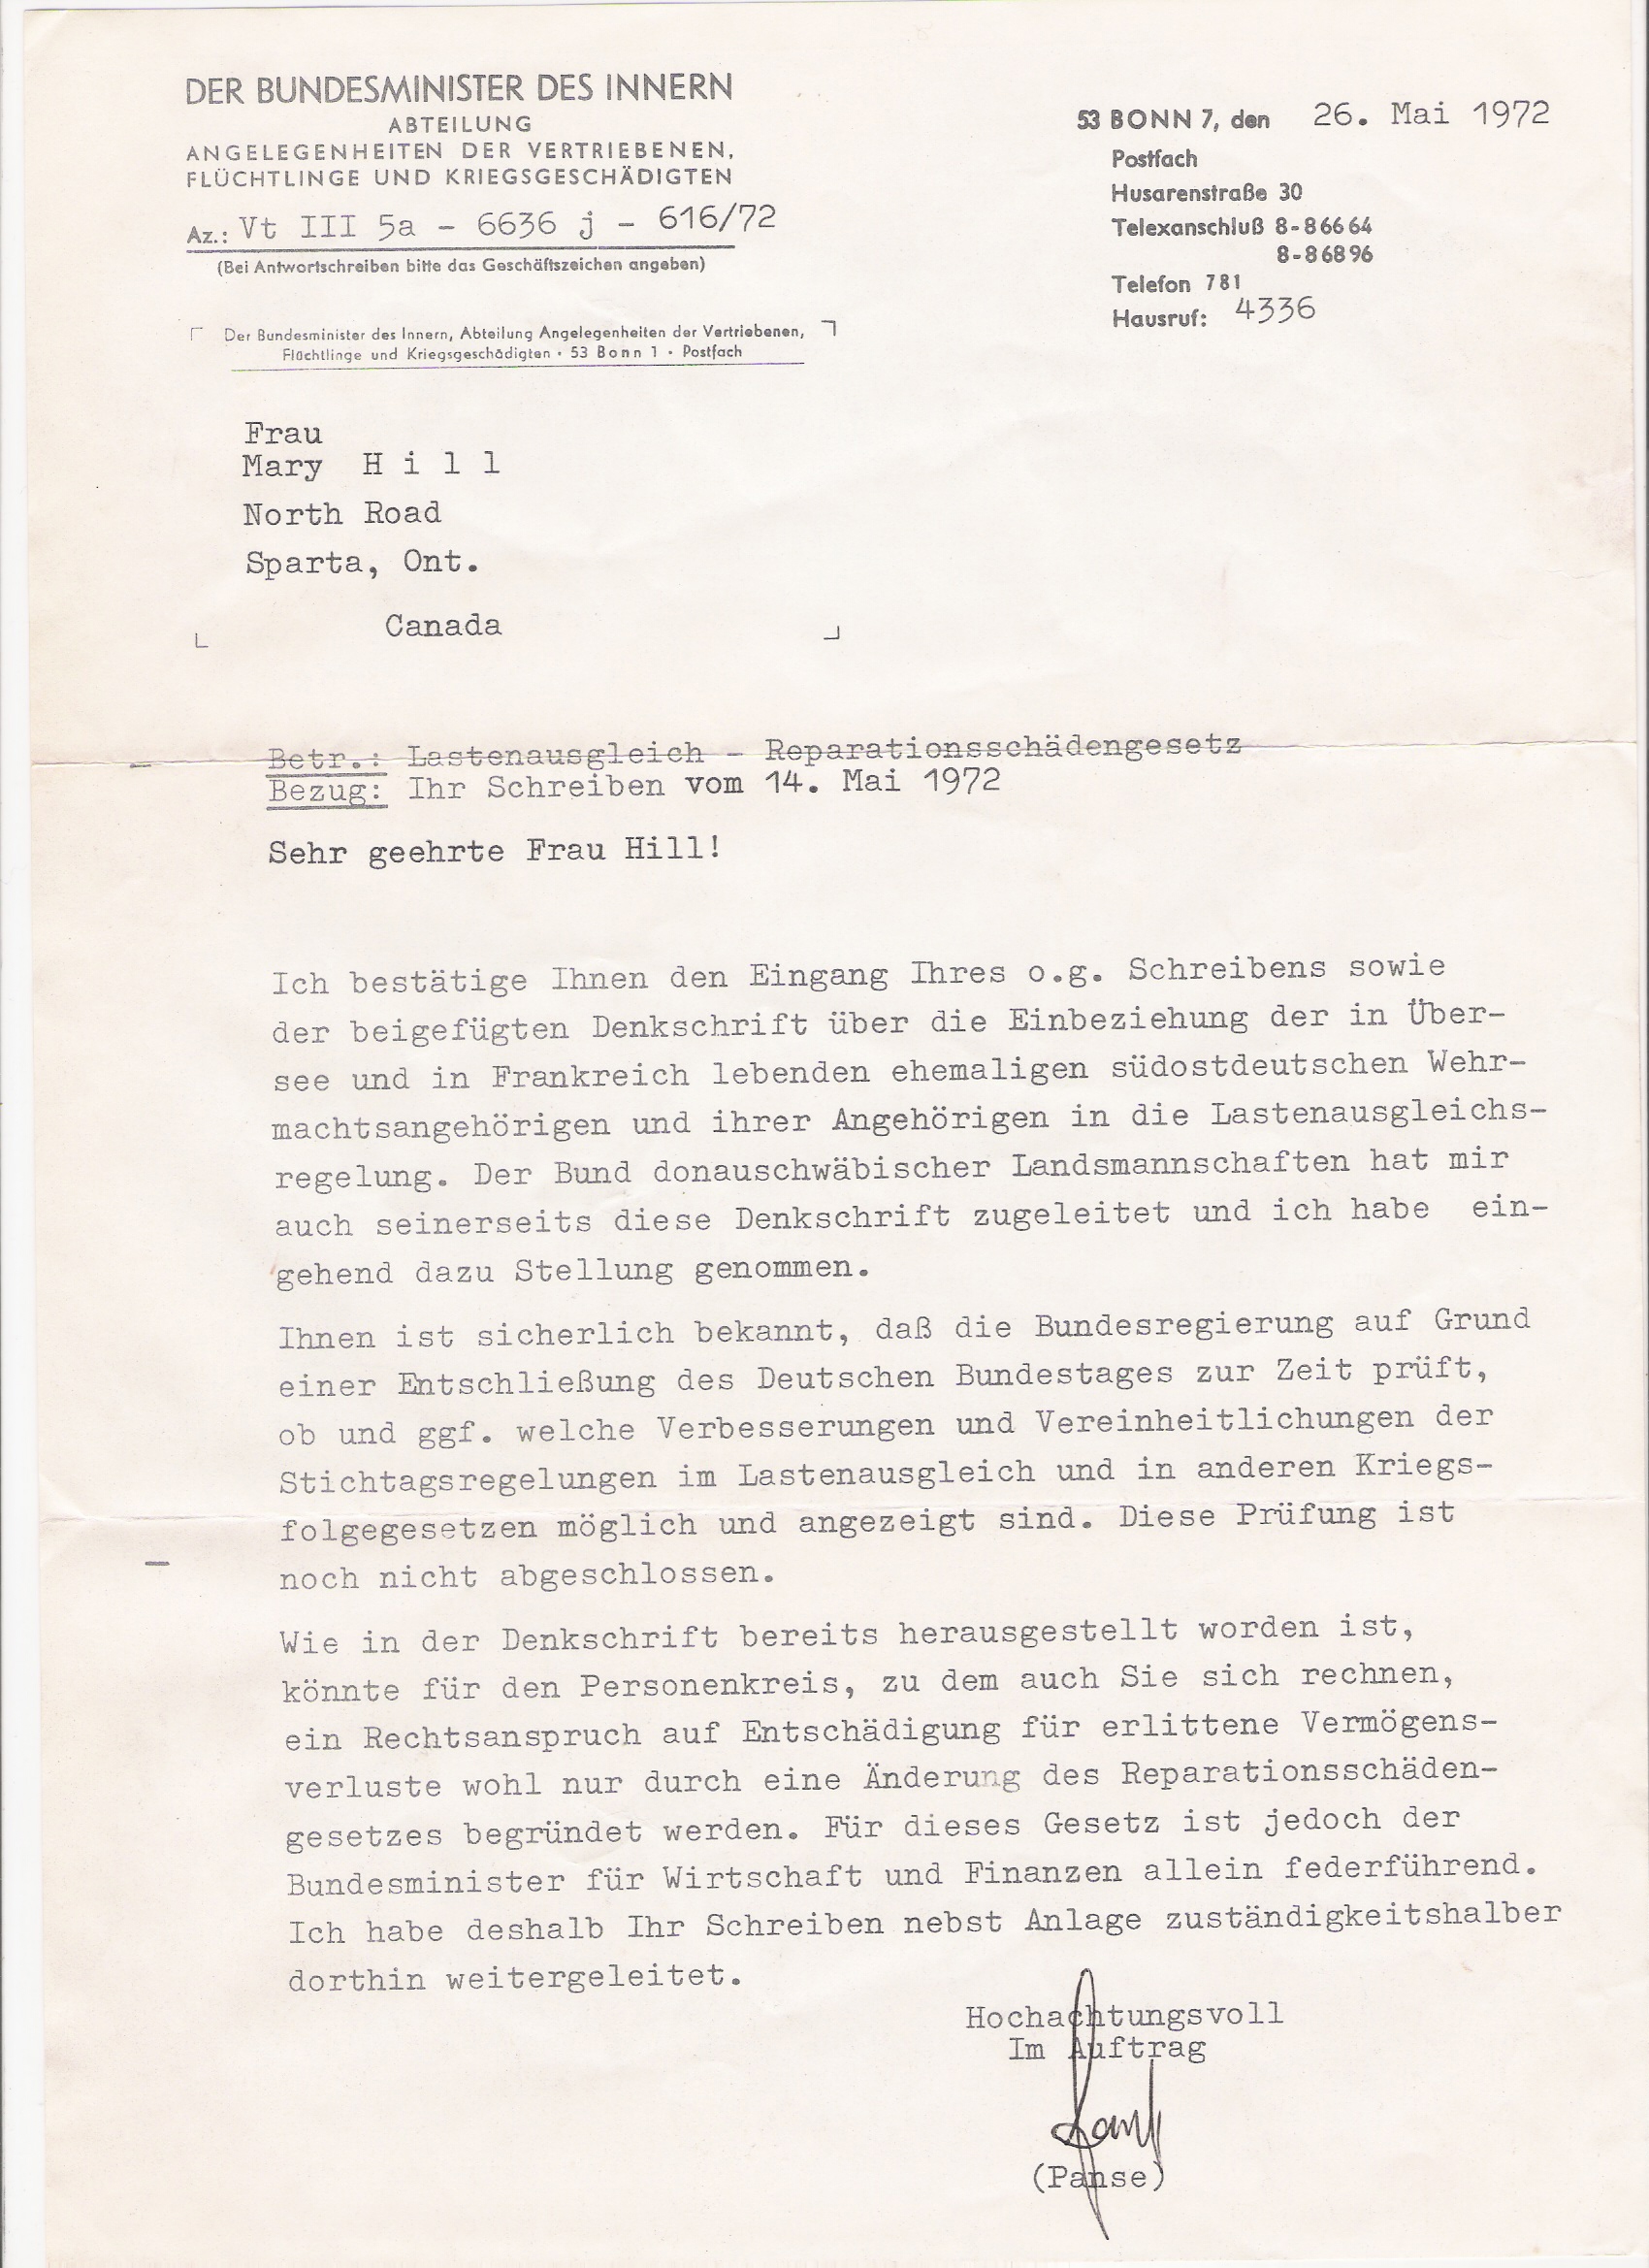 DER BUNDESMINISTER DES INNERN
ABTEILUNG
ANGELEGENHEITEN DER VERTRIEBENEN,
FLÜCHTLINGE UND KRIEGSGESCHÄDIGTEN
Az.: Vt III 5a - 6636 j - 616/72
(Bei Antwortschreiben bitte das Geschäftszeichen angeben)
53 BONN 7, den 26. Mai 1972
Postfach
Husarenstraße 30
Telexanschluß 8-86664
8-86896
Telefon 781
Hausruf: 4336
Der Bundesminister des Innern, Abteilung Angelegenheiten der Vertriebenen,
Flüchtlinge und Kriegsgeschädigten · 53 Bonn 1 · Postfach
Frau
Mary H i l l
North Road
Sparta, Ont.
Canada
Betr.: Lastenausgleich - Reparationsschädengesetz
Bezug: Ihr Schreiben vom 14. Mai 1972
Sehr geehrte Frau Hill!
Ich bestätige Ihnen den Eingang Ihres o.g. Schreibens sowie
der beigefügten Denkschrift über die Einbeziehung der in Über-
see und in Frankreich lebenden ehemaligen südostdeutschen Wehr-
machtsangehörigen und ihrer Angehörigen in die Lastenausgleichs-
regelung. Der Bund donauschwäbischer Landsmannschaften hat mir
auch seinerseits diese Denkschrift zugeleitet und ich habe ein-
gehend dazu Stellung genommen.
Ihnen ist sicherlich bekannt, daß die Bundesregierung auf Grund
einer Entschließung des Deutschen Bundestages zur Zeit prüft,
ob und ggf. welche Verbesserungen und Vereinheitlichungen der
Stichtagsregelungen im Lastenausgleich und in anderen Kriegs-
folgegesetzen möglich und angezeigt sind. Diese Prüfung ist
noch nicht abgeschlossen.
Wie in der Denkschrift bereits herausgestellt worden ist,
könnte für den Personenkreis, zu dem auch Sie sich rechnen,
ein Rechtsanspruch auf Entschädigung für erlittene Vermögens-
verluste wohl nur durch eine Änderung des Reparationsschäden-
gesetzes begründet werden. Für dieses Gesetz ist jedoch der
Bundesminister für Wirtschaft und Finanzen allein federführend.
Ich habe deshalb Ihr Schreiben nebst Anlage zuständigkeitshalber
dorthin weitergeleitet.
Hochachtungsvoll
Im Auftrag
(Panse)